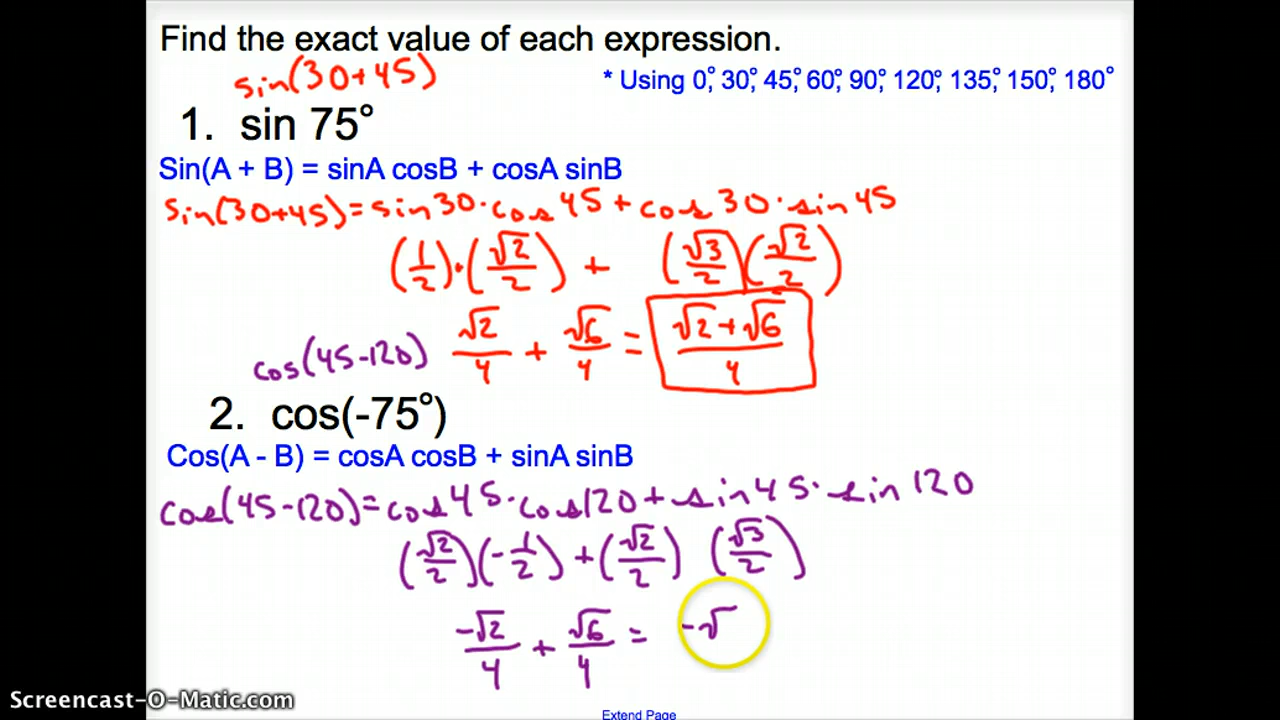 Find the exact value of each expression.
sin(30+45)
* Using 0°, 30°, 45°, 60°, 90°, 120°, 135°, 150°, 180°
1. sin 75°
Sin(A + B) = sinA cosB + cosA sinB
sin(30+45)=sin30·cos45+cos30·sin45
(1/2)·(√2/2) + (√3/2)(√2/2)
√2/4 + √6/4 = (√2+√6)/4
cos(45-120)
2. cos(-75°)
Cos(A - B) = cosA cosB + sinA sinB
cos(45-120)=cos45·cos120+sin45·sin120
(√2/2)(-1/2)+(√2/2)(√3/2)
-√2/4 + √6/4 = -√
Screencast-O-Matic.com
Extend Page